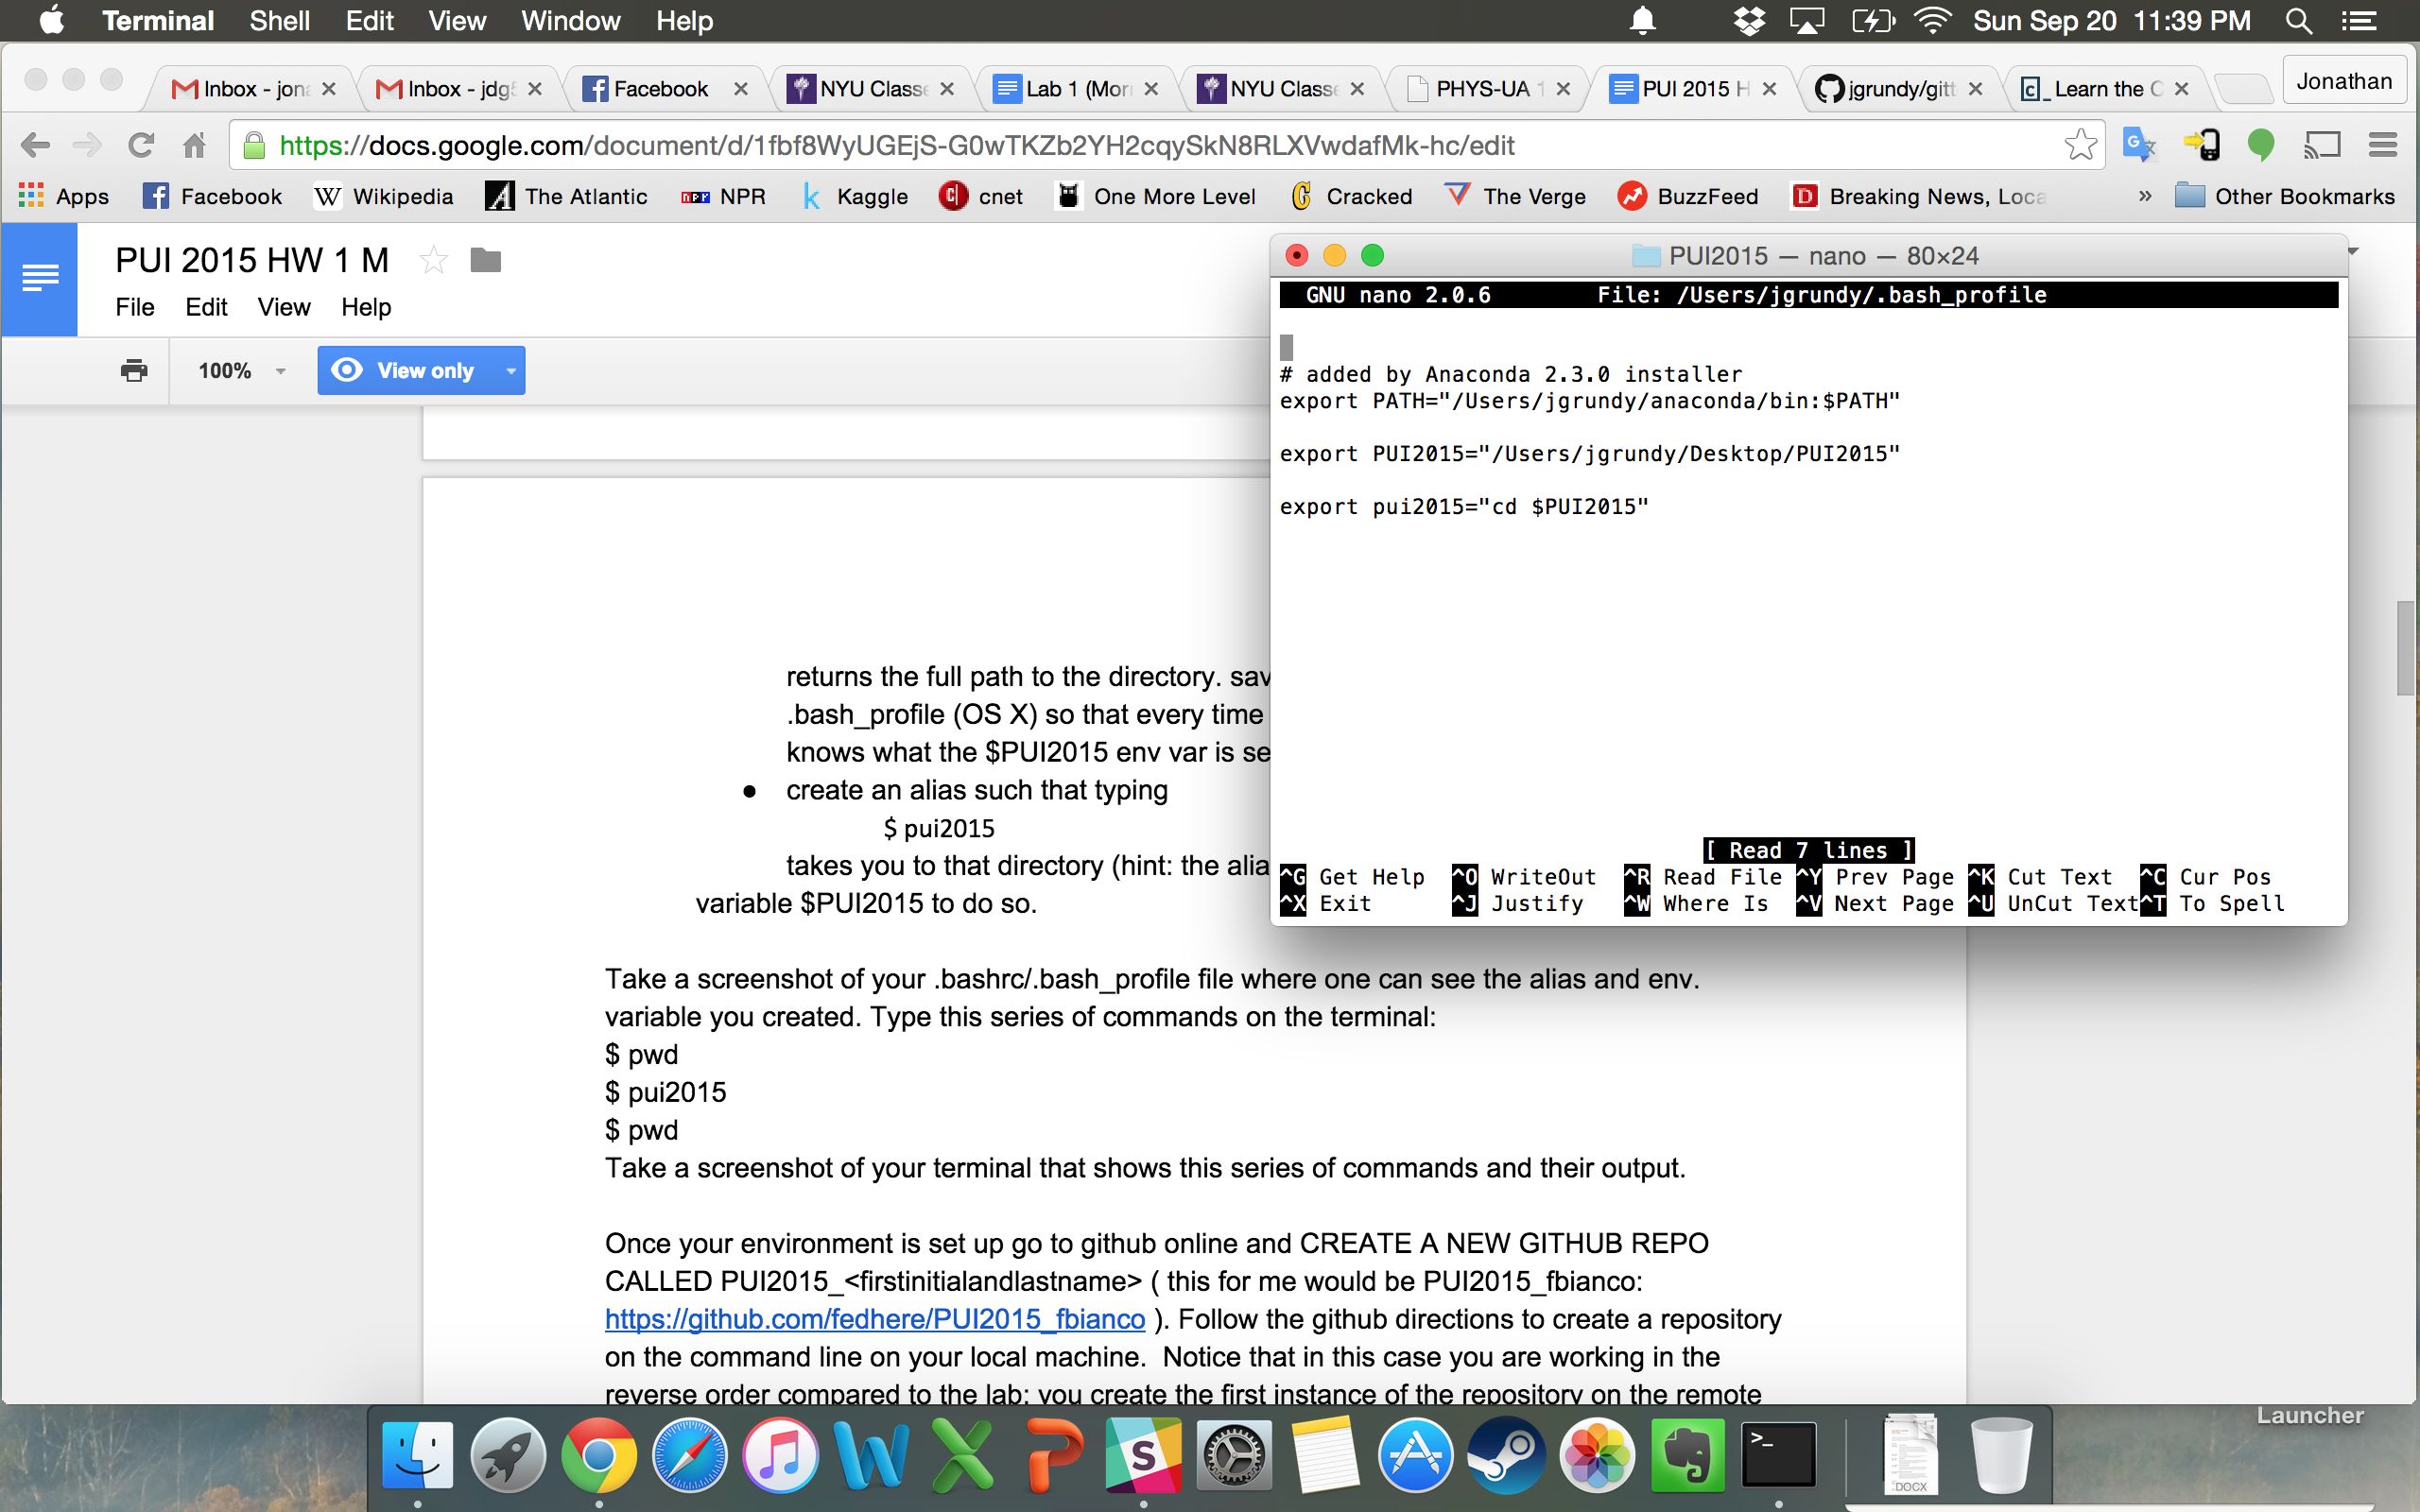 Terminal Shell Edit View Window Help Sun Sep 20 11:39 PM
Inbox - jon Inbox - jdg Facebook NYU Classe Lab 1 (Mor NYU Classe PHYS-UA 1 PUI 2015 H jgrundy/gitt Learn the C Jonathan
https://docs.google.com/document/d/1fbf8WyUGEjS-G0wTKZb2YH2cqySkN8RLXVwdafMk-hc/edit
Apps Facebook Wikipedia The Atlantic NPR Kaggle cnet One More Level Cracked The Verge BuzzFeed Breaking News, Loca » Other Bookmarks
PUI 2015 HW 1 M
File Edit View Help
100% View only
PUI2015 — nano — 80×24
GNU nano 2.0.6 File: /Users/jgrundy/.bash_profile
# added by Anaconda 2.3.0 installer
export PATH="/Users/jgrundy/anaconda/bin:$PATH"
export PUI2015="/Users/jgrundy/Desktop/PUI2015"
export pui2015="cd $PUI2015"
[ Read 7 lines ]
^G Get Help ^O WriteOut ^R Read File ^Y Prev Page ^K Cut Text ^C Cur Pos
^X Exit ^J Justify ^W Where Is ^V Next Page ^U UnCut Text ^T To Spell
returns the full path to the directory. sav
.bash_profile (OS X) so that every time
knows what the $PUI2015 env var is se
● create an alias such that typing
$ pui2015
takes you to that directory (hint: the alia
variable $PUI2015 to do so.
Take a screenshot of your .bashrc/.bash_profile file where one can see the alias and env.
variable you created. Type this series of commands on the terminal:
$ pwd
$ pui2015
$ pwd
Take a screenshot of your terminal that shows this series of commands and their output.
Once your environment is set up go to github online and CREATE A NEW GITHUB REPO
CALLED PUI2015_<firstinitialandlastname> ( this for me would be PUI2015_fbianco:
https://github.com/fedhere/PUI2015_fbianco ). Follow the github directions to create a repository
on the command line on your local machine. Notice that in this case you are working in the
reverse order compared to the lab: you create the first instance of the repository on the remote
Launcher
DOCX